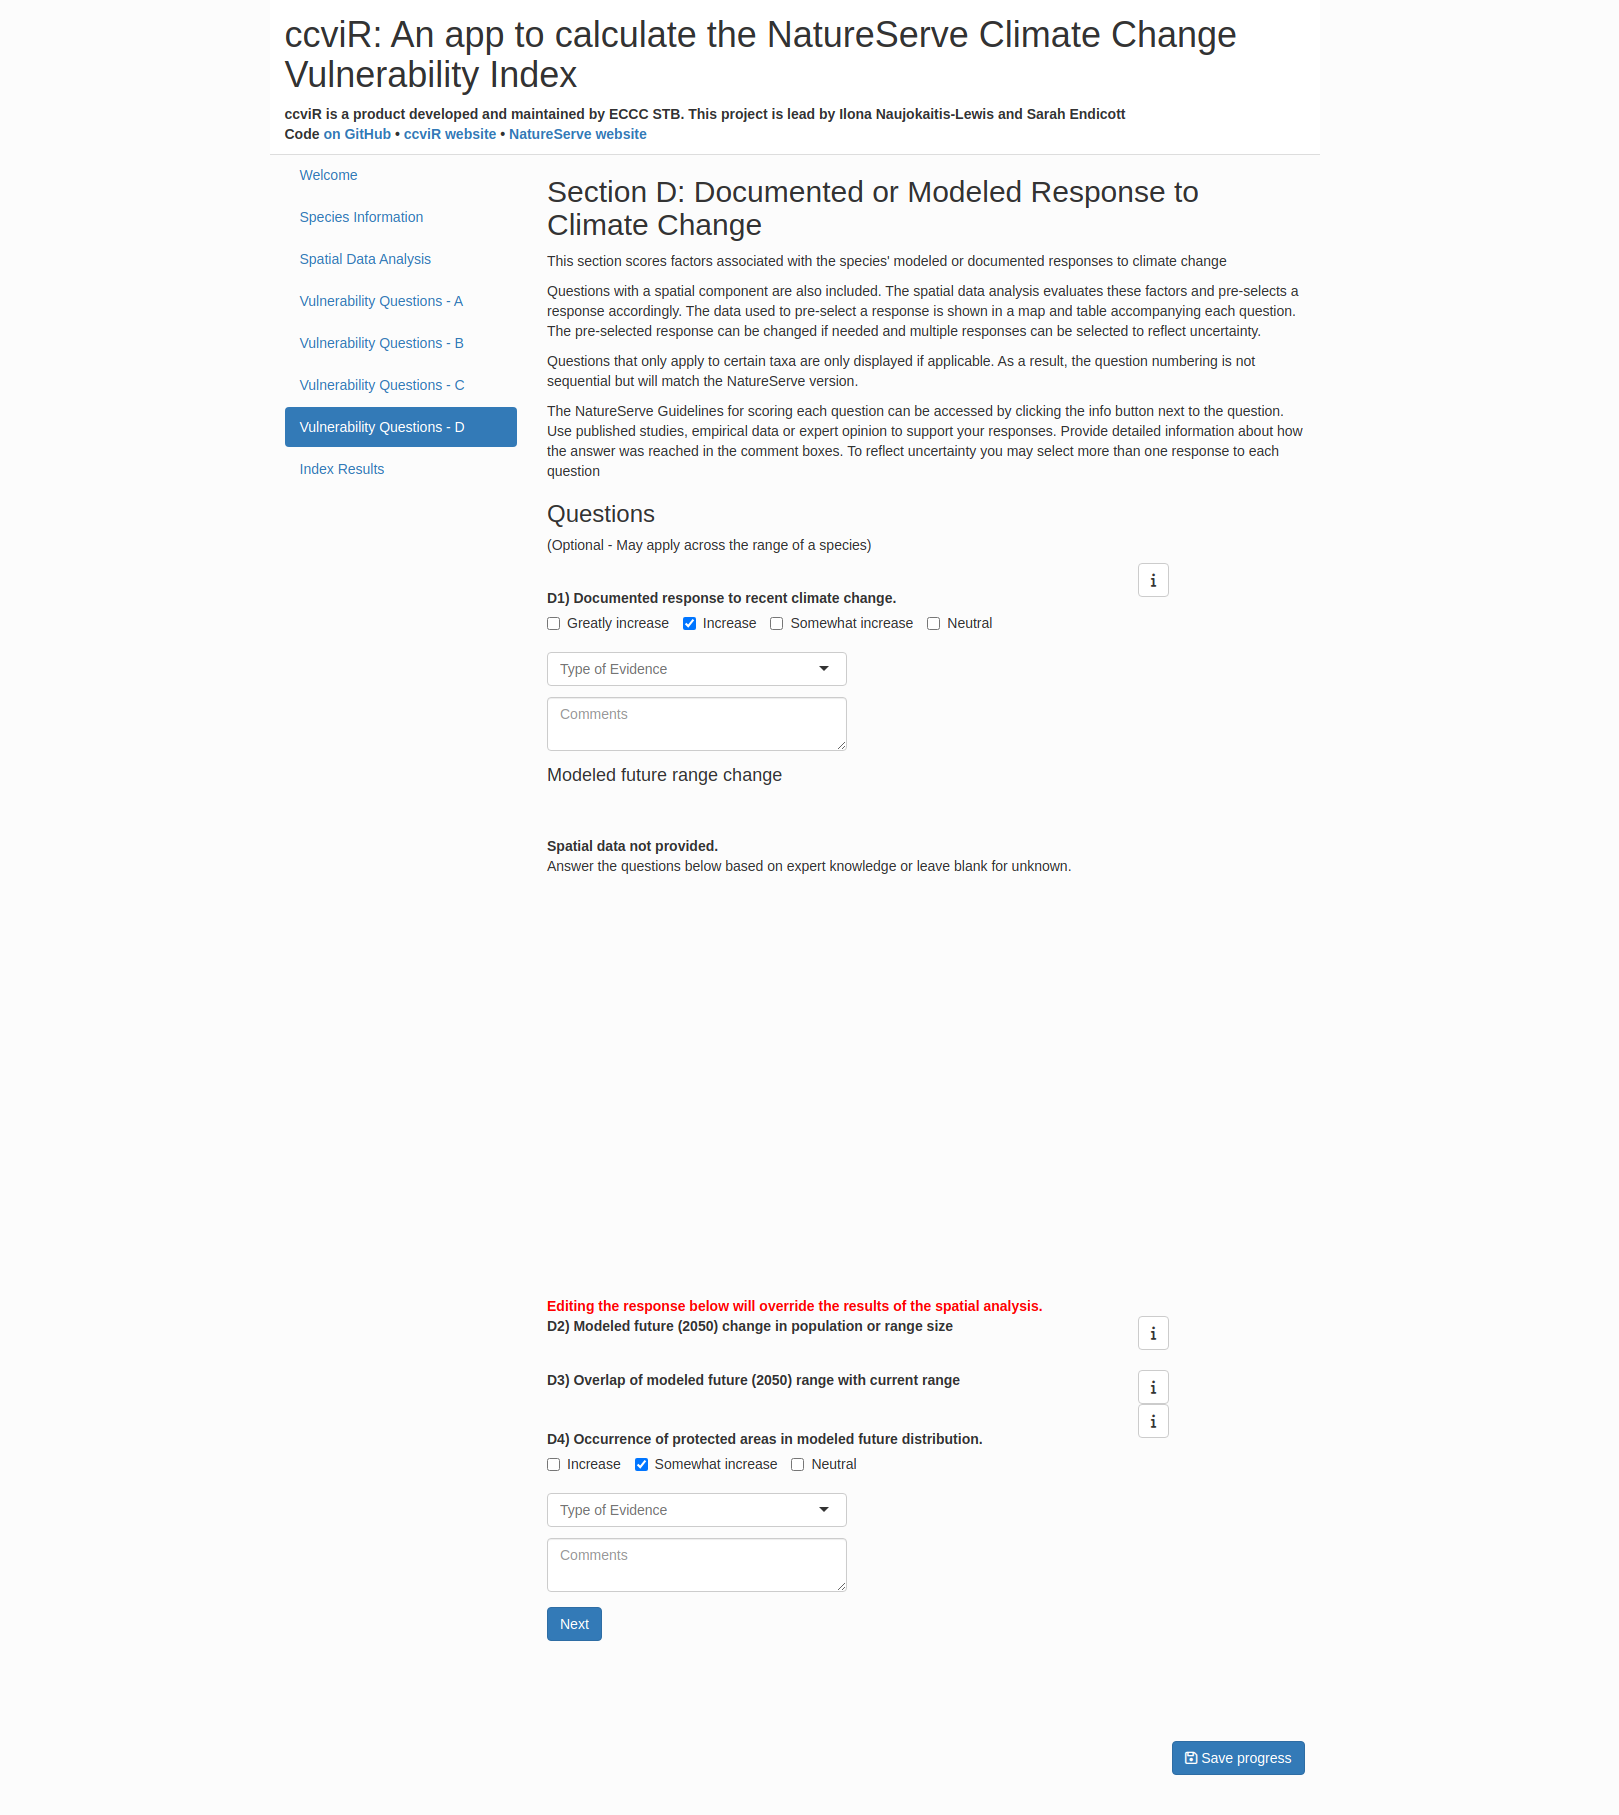 ccviR: An app to calculate the NatureServe Climate Change
Vulnerability Index
ccviR is a product developed and maintained by ECCC STB. This project is lead by Ilona Naujokaitis-Lewis and Sarah Endicott
Code on GitHub • ccviR website • NatureServe website
Welcome
Species Information
Spatial Data Analysis
Vulnerability Questions - A
Vulnerability Questions - B
Vulnerability Questions - C
Vulnerability Questions - D
Index Results
Section D: Documented or Modeled Response to
Climate Change
This section scores factors associated with the species' modeled or documented responses to climate change
Questions with a spatial component are also included. The spatial data analysis evaluates these factors and pre-selects a
response accordingly. The data used to pre-select a response is shown in a map and table accompanying each question.
The pre-selected response can be changed if needed and multiple responses can be selected to reflect uncertainty.
Questions that only apply to certain taxa are only displayed if applicable. As a result, the question numbering is not
sequential but will match the NatureServe version.
The NatureServe Guidelines for scoring each question can be accessed by clicking the info button next to the question.
Use published studies, empirical data or expert opinion to support your responses. Provide detailed information about how
the answer was reached in the comment boxes. To reflect uncertainty you may select more than one response to each
question
Questions
(Optional - May apply across the range of a species)
D1) Documented response to recent climate change.
Greatly increase Increase Somewhat increase Neutral
Type of Evidence
Comments
Modeled future range change
Spatial data not provided.
Answer the questions below based on expert knowledge or leave blank for unknown.
Editing the response below will override the results of the spatial analysis.
D2) Modeled future (2050) change in population or range size
D3) Overlap of modeled future (2050) range with current range
D4) Occurrence of protected areas in modeled future distribution.
Increase Somewhat increase Neutral
Type of Evidence
Comments
Next
Save progress